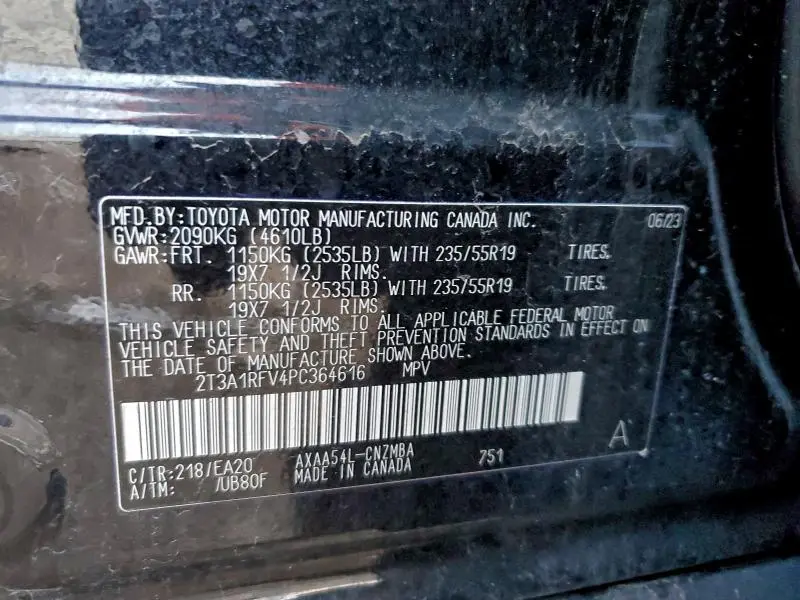 MFD.BY:TOYOTA MOTOR MANUFACTURING CANADA INC. 06/23
GVWR:2090KG (4610LB)
GAWR:FRT. 1150KG (2535LB) WITH 235/55R19 TIRES.
19X7 1/2J RIMS.
RR. 1150KG (2535LB) WITH 235/55R19 TIRES.
19X7 1/2J RIMS.
THIS VEHICLE CONFORMS TO ALL APPLICABLE FEDERAL MOTOR
VEHICLE SAFETY AND THEFT PREVENTION STANDARDS IN EFFECT ON
THE DATE OF MANUFACTURE SHOWN ABOVE.
2T3A1RFV4PC364616 MPV
A
C/TR:218/EA20 AXAA54L-CNZMBA 751
A/TM: /UB80F MADE IN CANADA